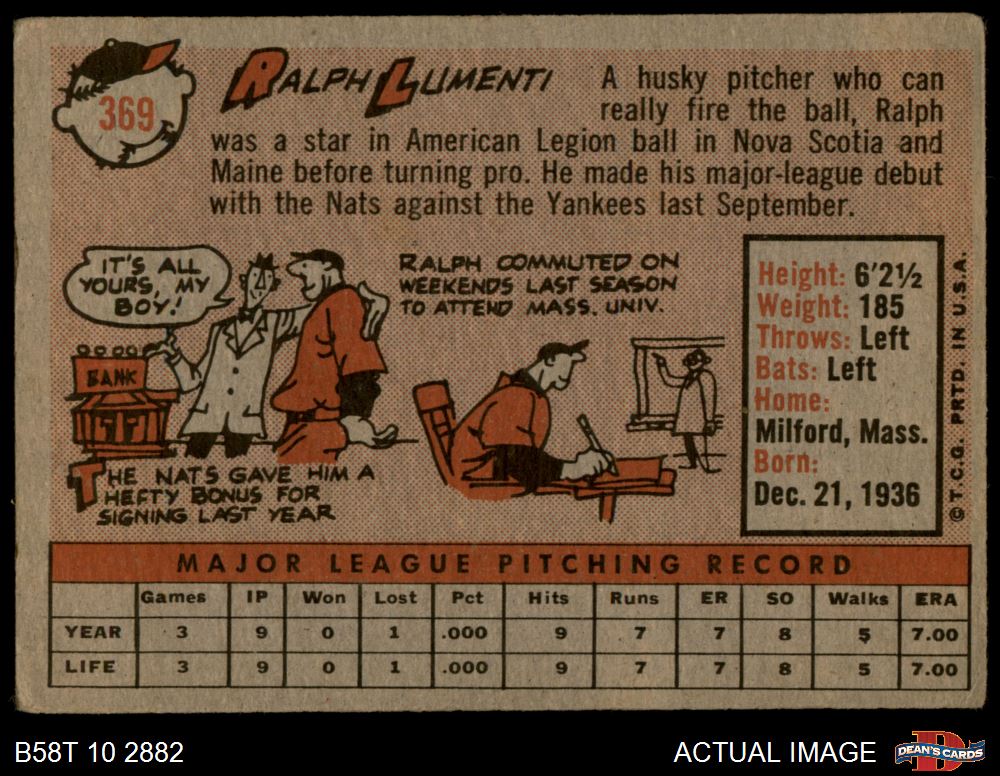 369
RALPH LUMENTI
A husky pitcher who can
really fire the ball, Ralph
was a star in American Legion ball in Nova Scotia and
Maine before turning pro. He made his major-league debut
with the Nats against the Yankees last September.
IT'S ALL
YOURS, MY
BOY!
BANK
THE NATS GAVE HIM A
HEFTY BONUS FOR
SIGNING LAST YEAR
RALPH COMMUTED ON
WEEKENDS LAST SEASON
TO ATTEND MASS. UNIV.
Height: 6'2½
Weight: 185
Throws: Left
Bats: Left
Home:
Milford, Mass.
Born:
Dec. 21, 1936
© T.C.G. PRTD. IN U.S.A.
MAJOR LEAGUE PITCHING RECORD
Games IP Won Lost Pct Hits Runs ER SO Walks ERA
YEAR 3 9 0 1 .000 9 7 7 8 5 7.00
LIFE 3 9 0 1 .000 9 7 7 8 5 7.00
B58T 10 2882
ACTUAL IMAGE
D
DEAN'S CARDS